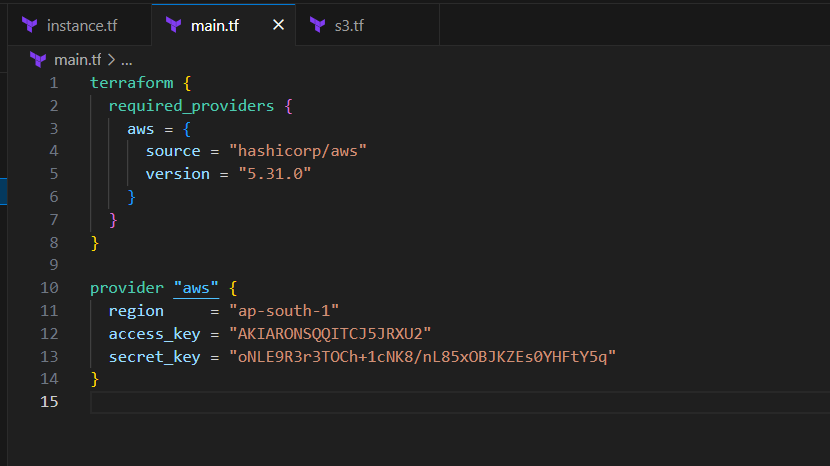 instance.tf
main.tf
s3.tf
main.tf > ...
1 terraform {
2 required_providers {
3 aws = {
4 source = "hashicorp/aws"
5 version = "5.31.0"
6 }
7 }
8 }
9
10 provider "aws" {
11 region = "ap-south-1"
12 access_key = "AKIARONSQQITCJ5JRXU2"
13 secret_key = "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"
14 }
15